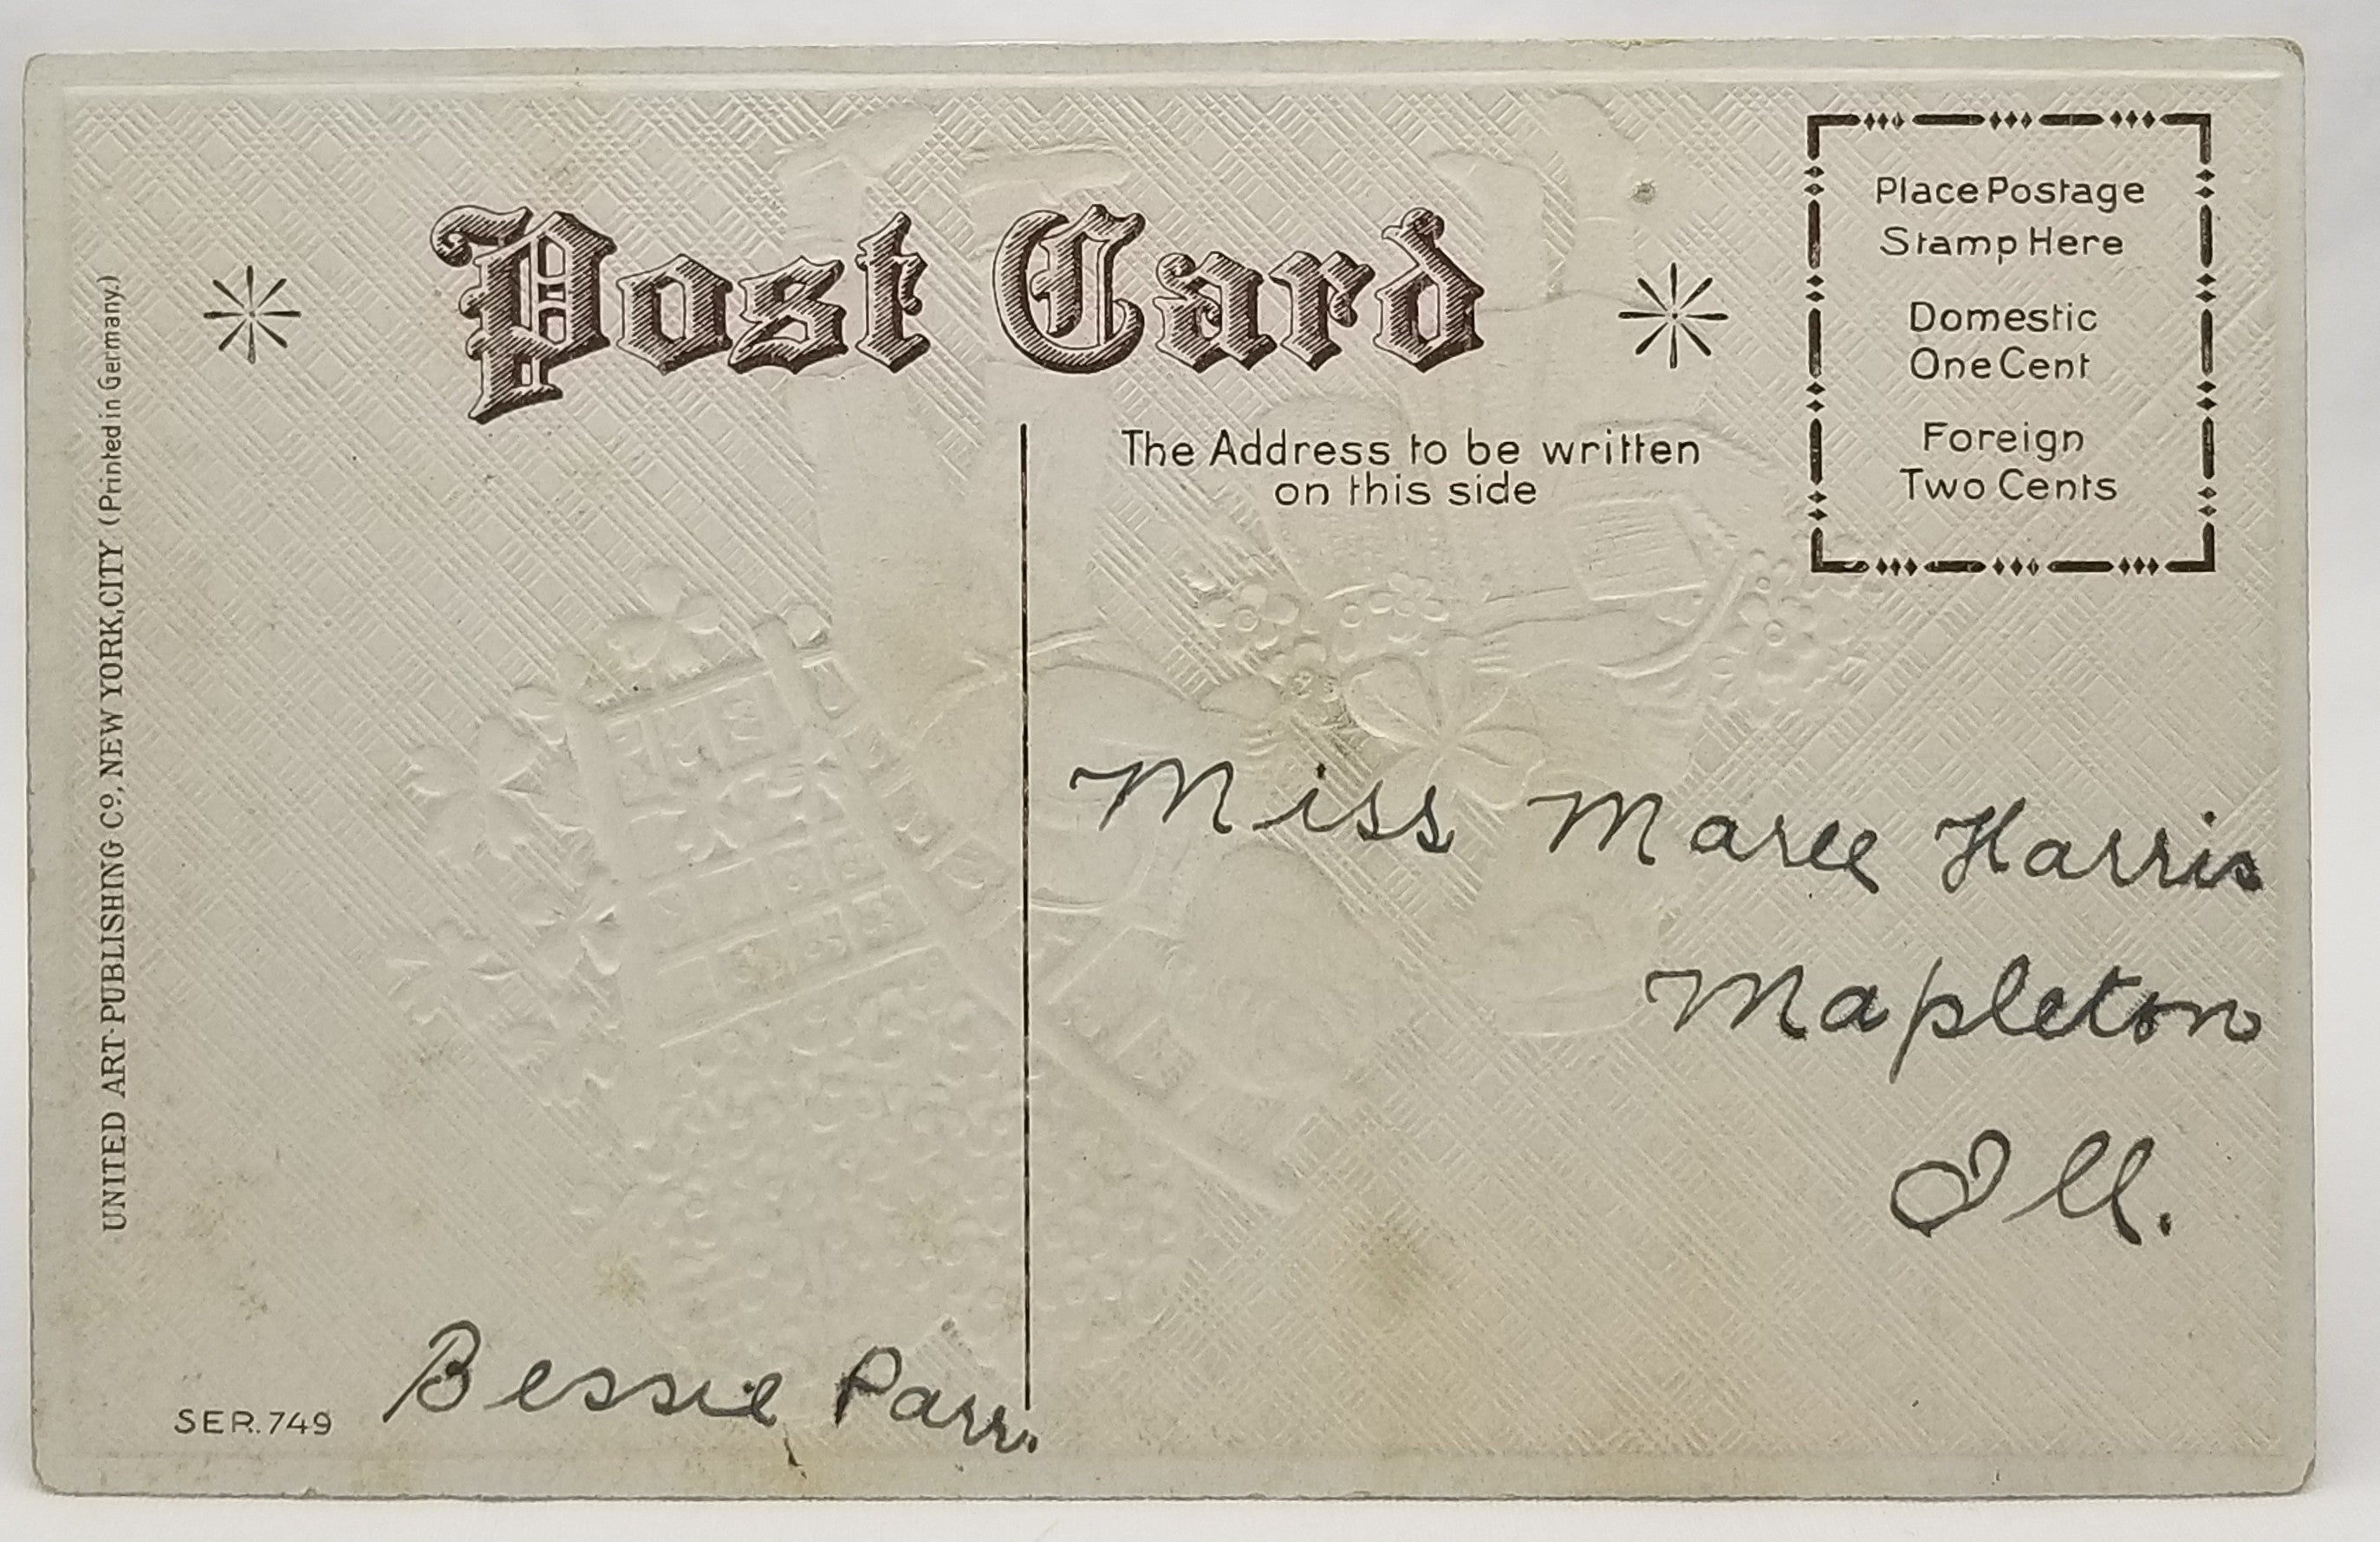 Post Card
Place Postage
Stamp Here
Domestic
One Cent
Foreign
Two Cents
The Address to be written
on this side
UNITED ART-PUBLISHING Co., NEW YORK, CITY (Printed in Germany.)
Miss Maree Harris
Mapleton
Ill.
Bessie Parr.
SER. 749